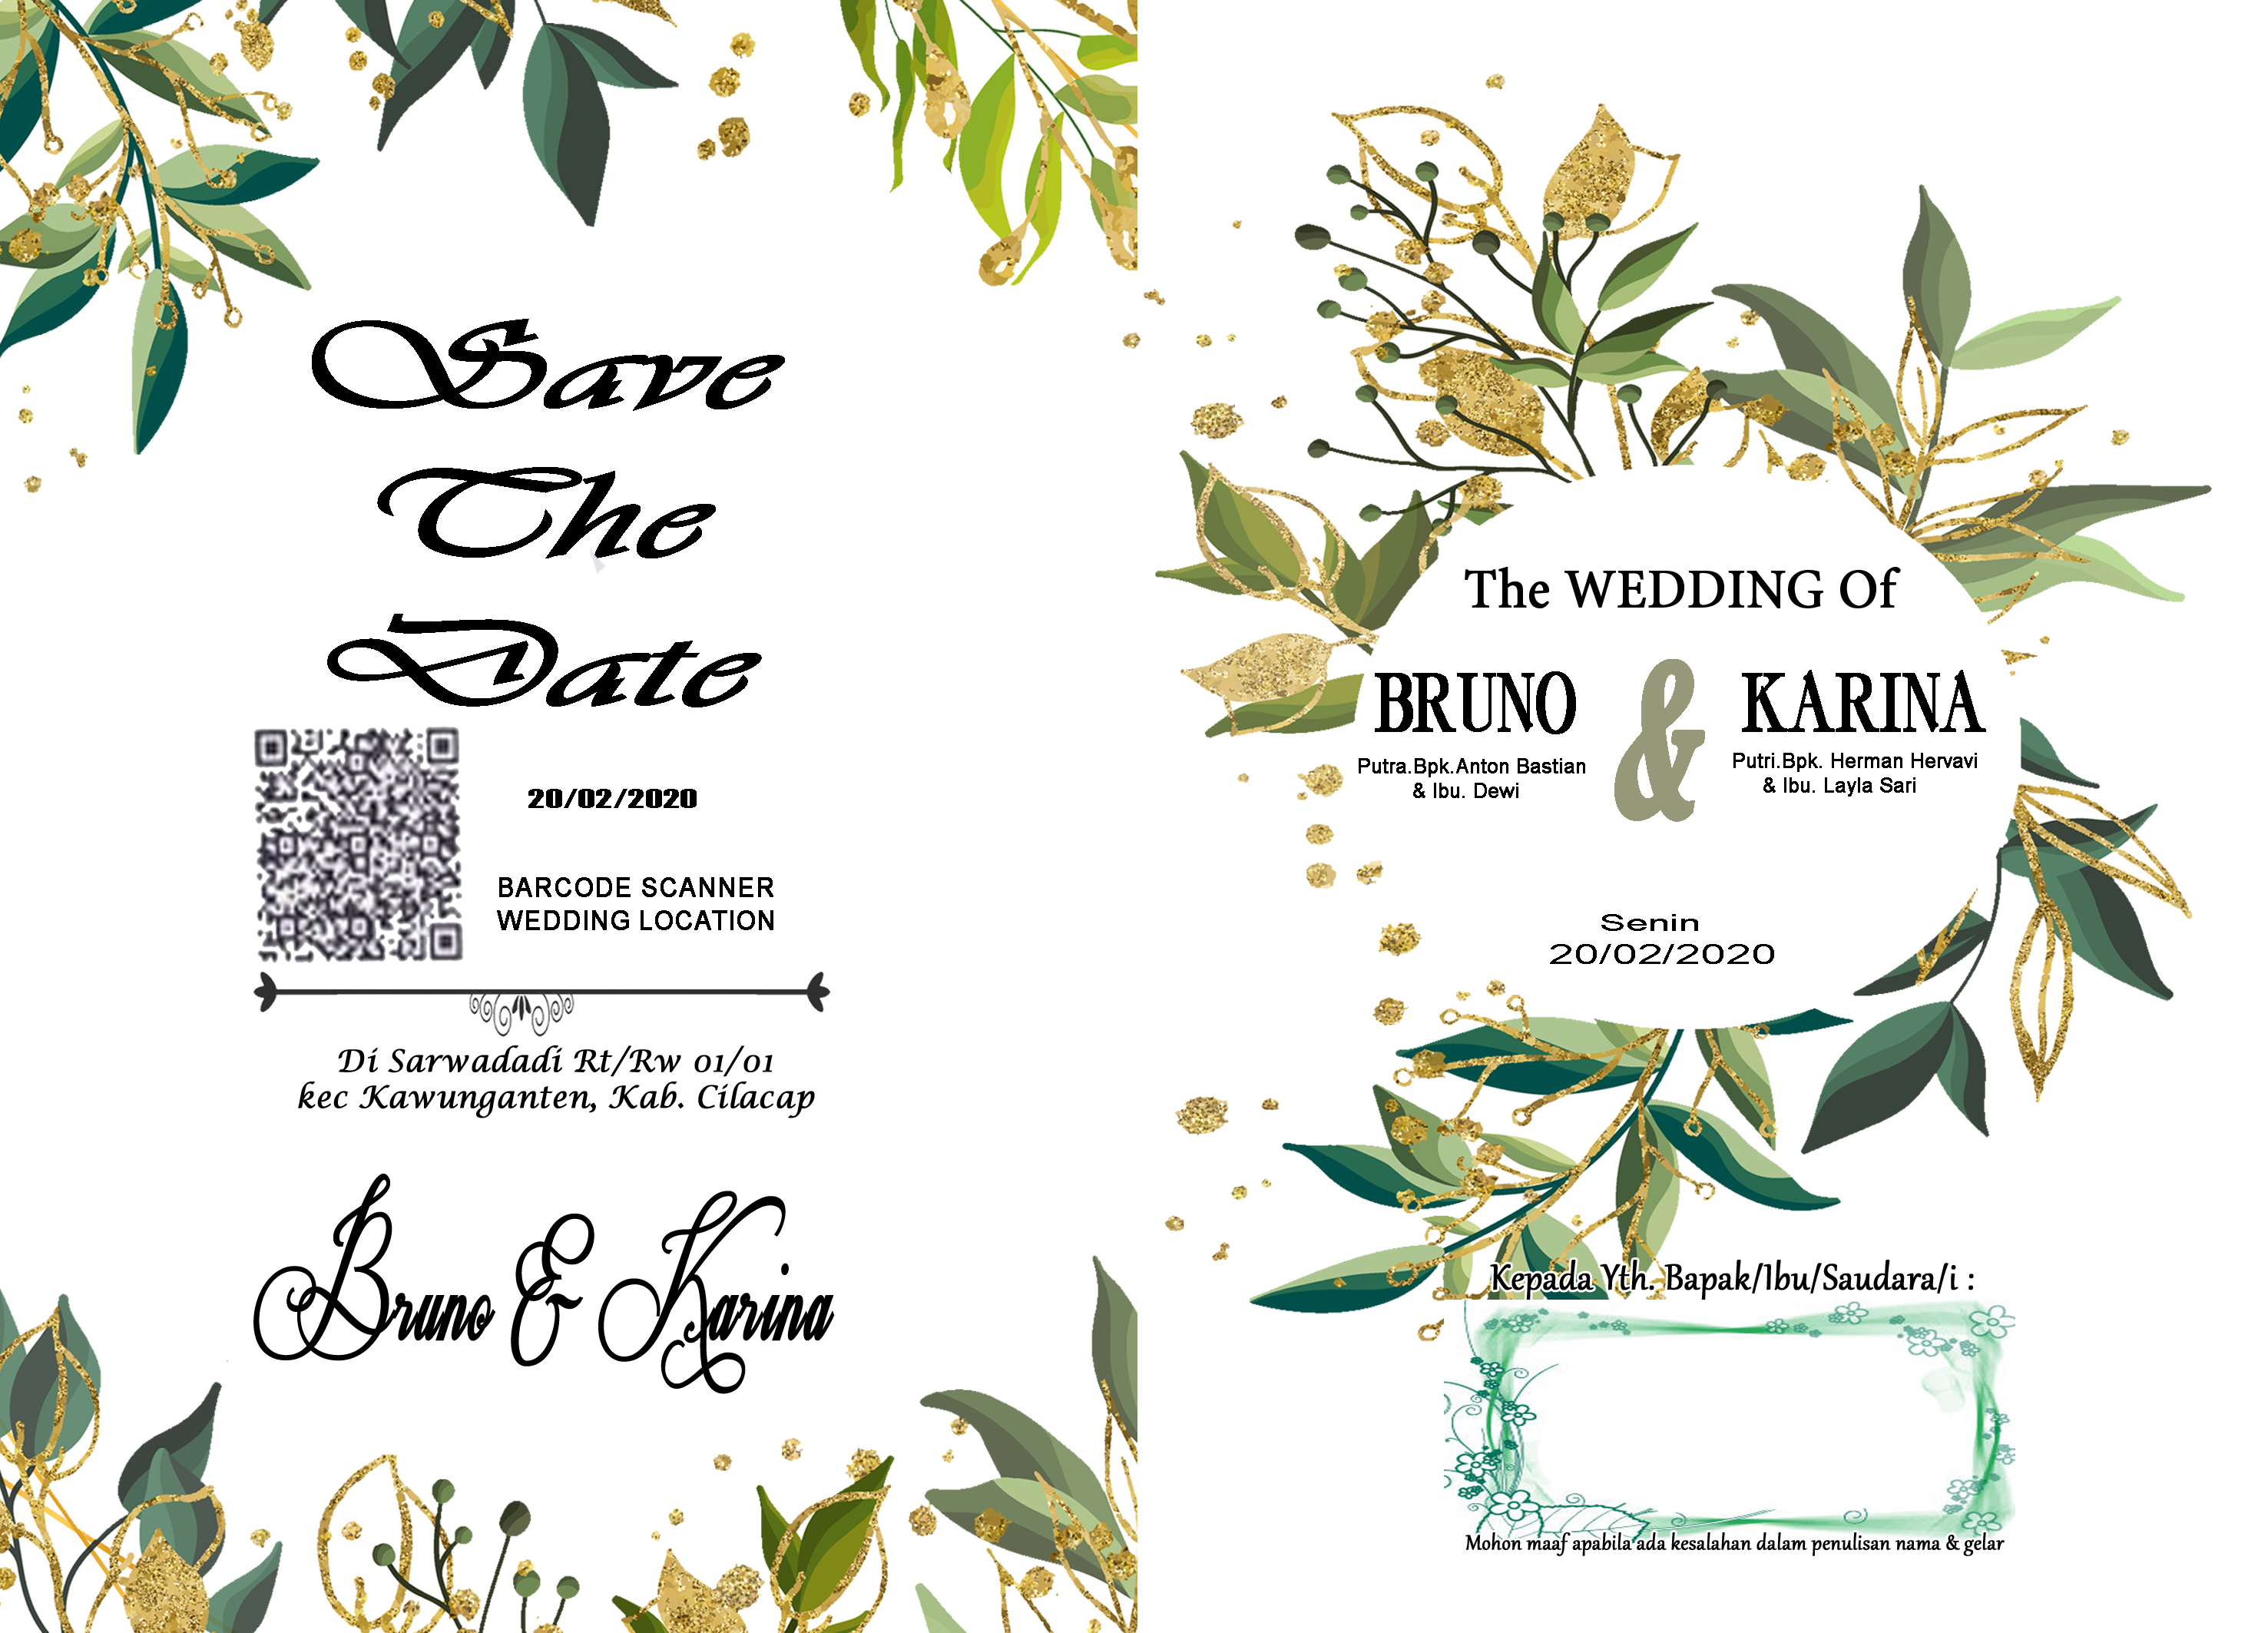 Save
The
Date
20/02/2020
BARCODE SCANNER
WEDDING LOCATION
Di Sarwadadi Rt/Rw 01/01
kec Kawunganten, Kab. Cilacap
Bruno & Karina
The WEDDING Of
BRUNO & KARINA
Putra.Bpk.Anton Bastian
& Ibu. Dewi
Putri.Bpk. Herman Hervavi
& Ibu. Layla Sari
Senin
20/02/2020
Kepada Yth. Bapak/Ibu/Saudara/i :
Mohon maaf apabila ada kesalahan dalam penulisan nama & gelar